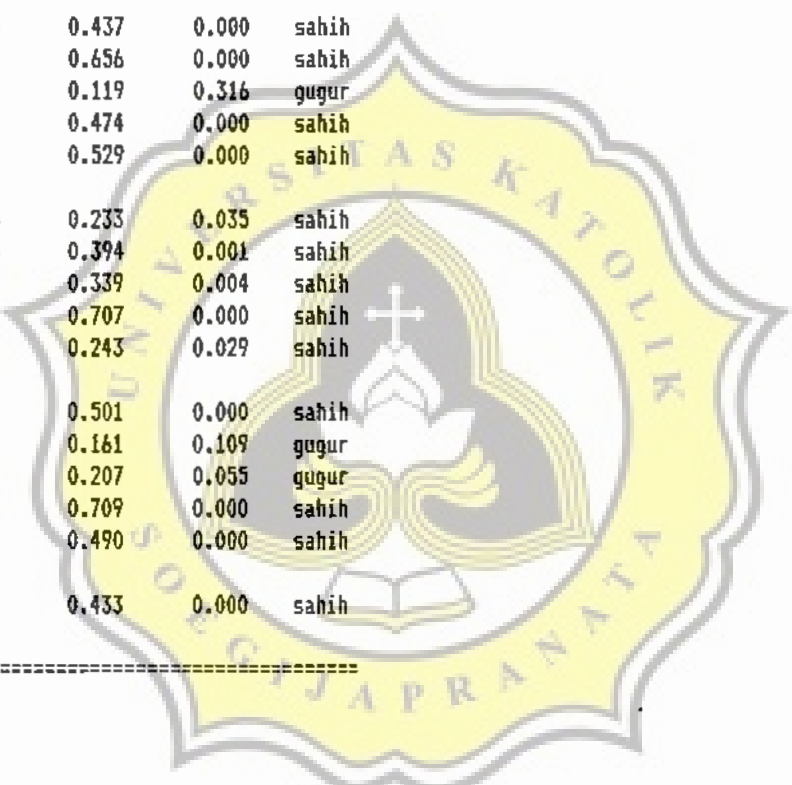 0.437 0.000 sahih
0.656 0.000 sahih
0.119 0.316 gugur
0.474 0.000 sahih
0.529 0.000 sahih
0.233 0.035 sahih
0.394 0.001 sahih
0.339 0.004 sahih
0.707 0.000 sahih
0.243 0.029 sahih
0.501 0.000 sahih
0.161 0.109 gugur
0.207 0.055 gugur
0.709 0.000 sahih
0.490 0.000 sahih
0.433 0.000 sahih
UNIVERSITAS KATOLIK
SOEGIJAPRANATA